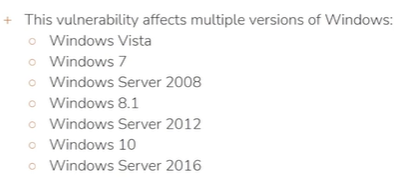 + This vulnerability affects multiple versions of Windows:
○ Windows Vista
○ Windows 7
○ Windows Server 2008
○ Windows 8.1
○ Windows Server 2012
○ Windows 10
○ Windows Server 2016